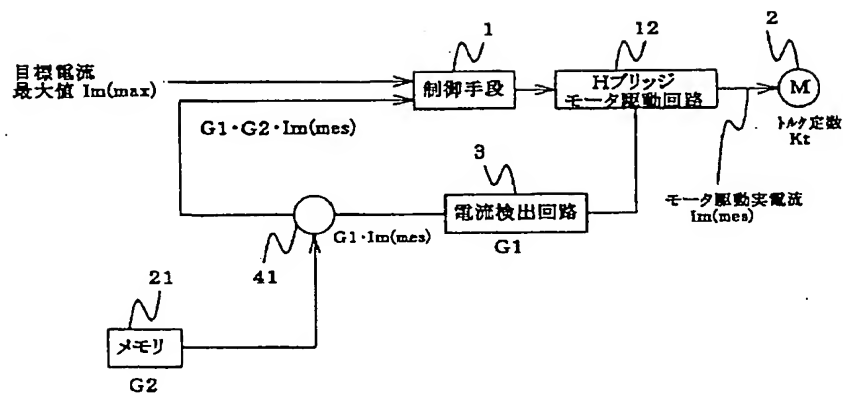 1
12
2
目標電流
最大値 Im(max)
制御手段
Hブリッジ
モータ駆動回路
M
トルク定数
Kt
G1・G2・Im(mes)
3
電流検出回路
モータ駆動実電流
Im(mes)
41
G1・Im(mes)
G1
21
メモリ
G2